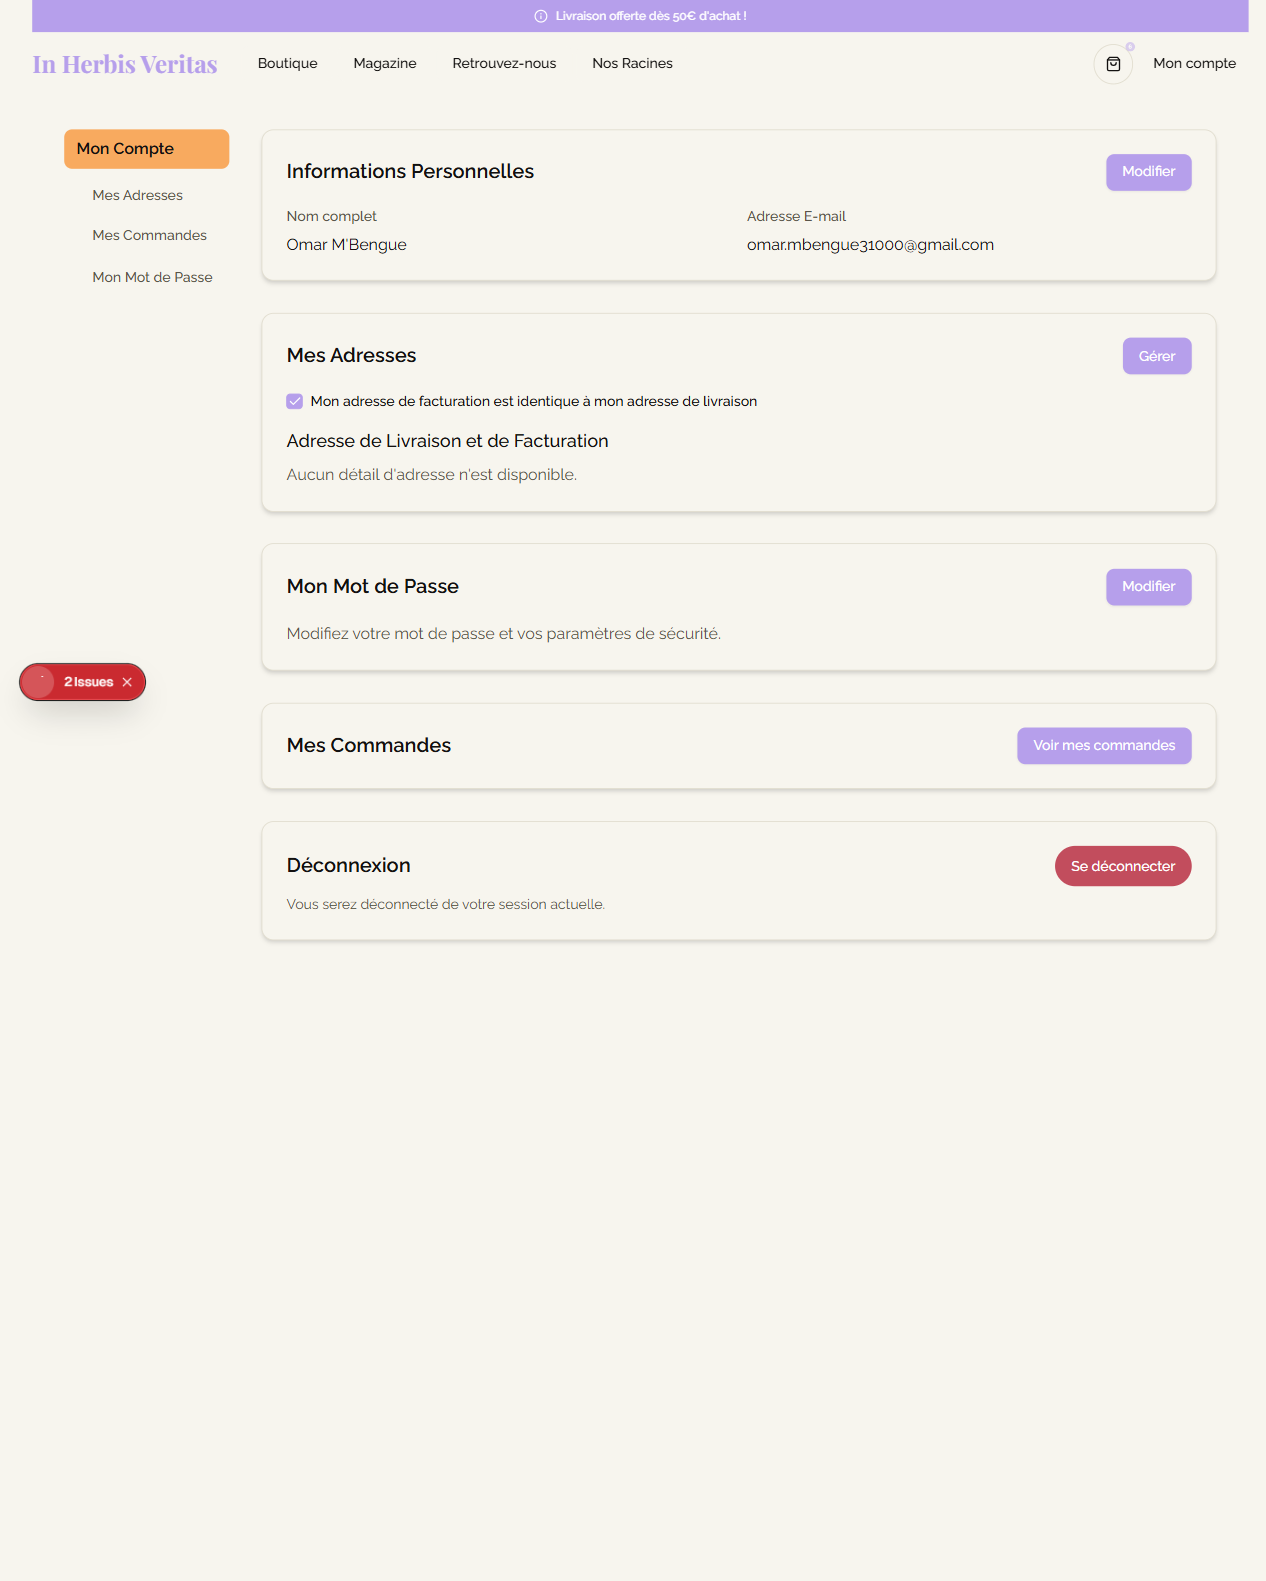 Livraison offerte dès 50€ d'achat !
In Herbis Veritas
Boutique
Magazine
Retrouvez-nous
Nos Racines
0
Mon compte
Mon Compte
Mes Adresses
Mes Commandes
Mon Mot de Passe
Informations Personnelles
Modifier
Nom complet
Adresse E-mail
Omar M'Bengue
omar.mbengue31000@gmail.com
Mes Adresses
Gérer
Mon adresse de facturation est identique à mon adresse de livraison
Adresse de Livraison et de Facturation
Aucun détail d'adresse n'est disponible.
Mon Mot de Passe
Modifier
Modifiez votre mot de passe et vos paramètres de sécurité.
2 Issues
Mes Commandes
Voir mes commandes
Déconnexion
Se déconnecter
Vous serez déconnecté de votre session actuelle.